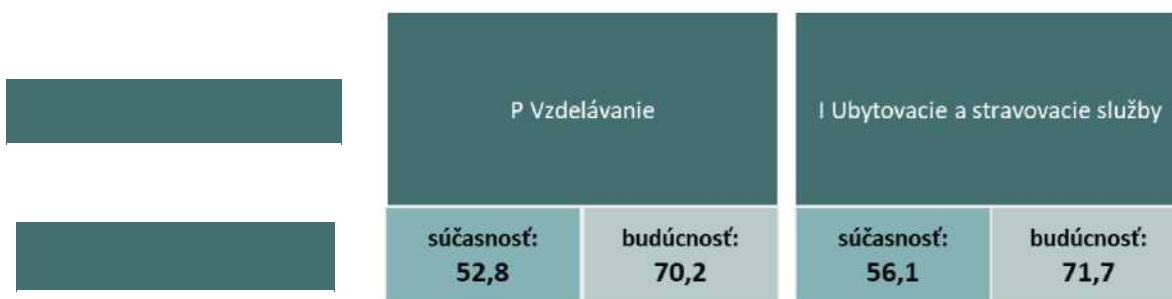 P Vzdelávanie
I Ubytovacie a stravovacie služby
súčasnosť:
52,8
budúcnosť:
70,2
súčasnosť:
56,1
budúcnosť:
71,7